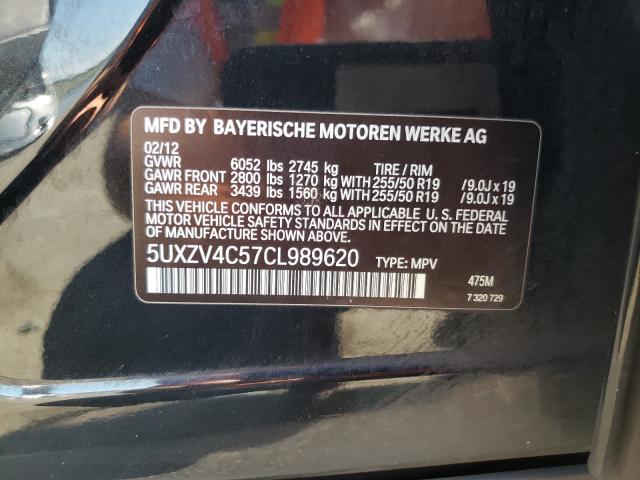 MFD BY BAYERISCHE MOTOREN WERKE AG
02/12
GVWR 6052 lbs 2745 kg TIRE / RIM
GAWR FRONT 2800 lbs 1270 kg WITH 255/50 R19 /9.0J x 19
GAWR REAR 3439 lbs 1560 kg WITH 255/50 R19 /9.0J x 19
THIS VEHICLE CONFORMS TO ALL APPLICABLE U. S. FEDERAL
MOTOR VEHICLE SAFETY STANDARDS IN EFFECT ON THE DATE
OF MANUFACTURE SHOWN ABOVE.
5UXZV4C57CL989620 TYPE: MPV
475M
7 320 729